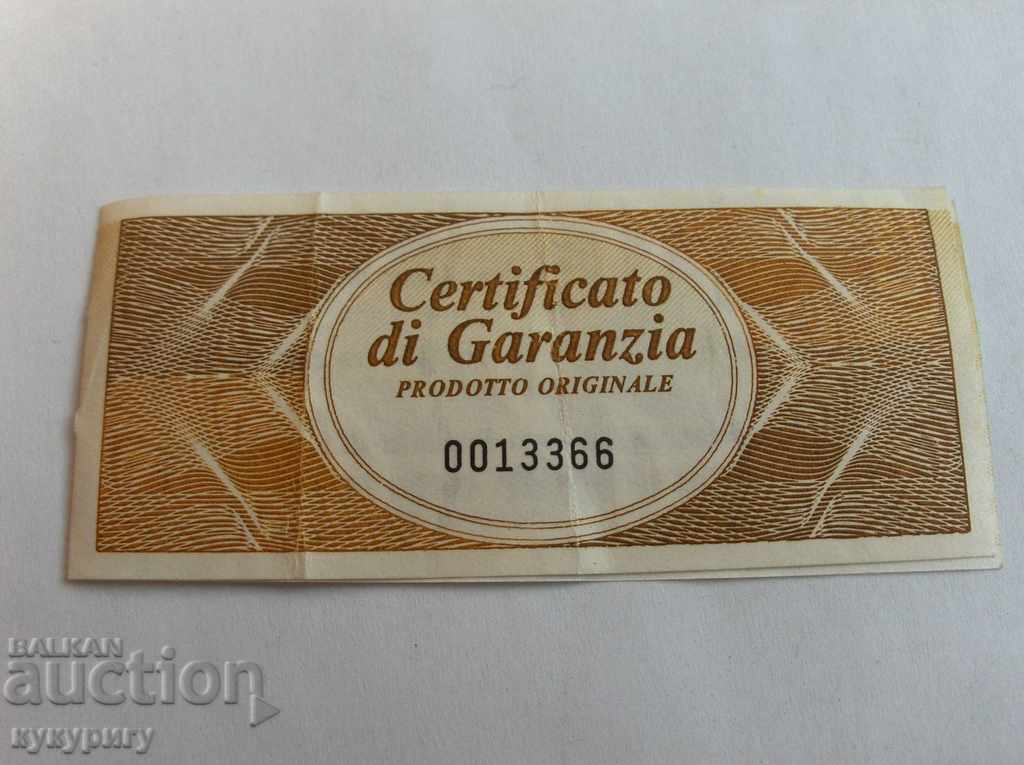 Certificato
di Garanzia
PRODOTTO ORIGINALE
0013366
BALKAN
auction
кукуригу